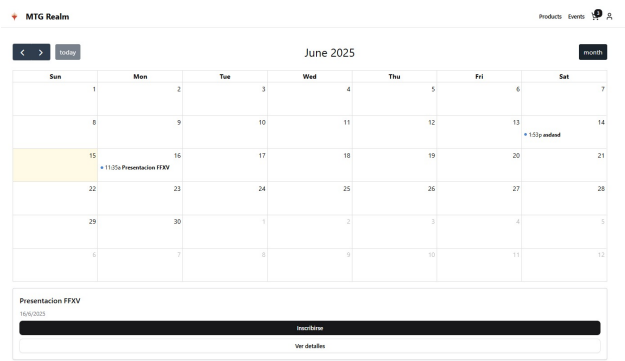 MTG Realm
Products Events 3
today
June 2025
month
Sun Mon Tue Wed Thu Fri Sat
1 2 3 4 5 6 7
8 9 10 11 12 13 14
1:53p asdasd
15 16 17 18 19 20 21
11:35a Presentacion FFXV
22 23 24 25 26 27 28
29 30 1 2 3 4 5
6 7 8 9 10 11 12
Presentacion FFXV
16/6/2025
Inscribirse
Ver detalles